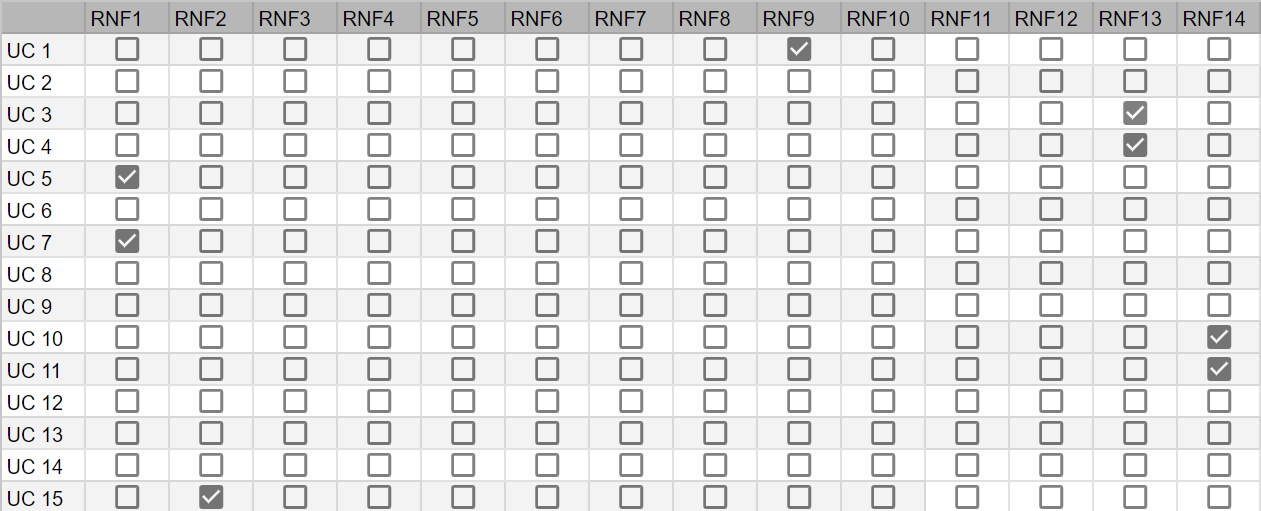 RNF1 RNF2 RNF3 RNF4 RNF5 RNF6 RNF7 RNF8 RNF9 RNF10 RNF11 RNF12 RNF13 RNF14
UC 1
UC 2
UC 3
UC 4
UC 5
UC 6
UC 7
UC 8
UC 9
UC 10
UC 11
UC 12
UC 13
UC 14
UC 15